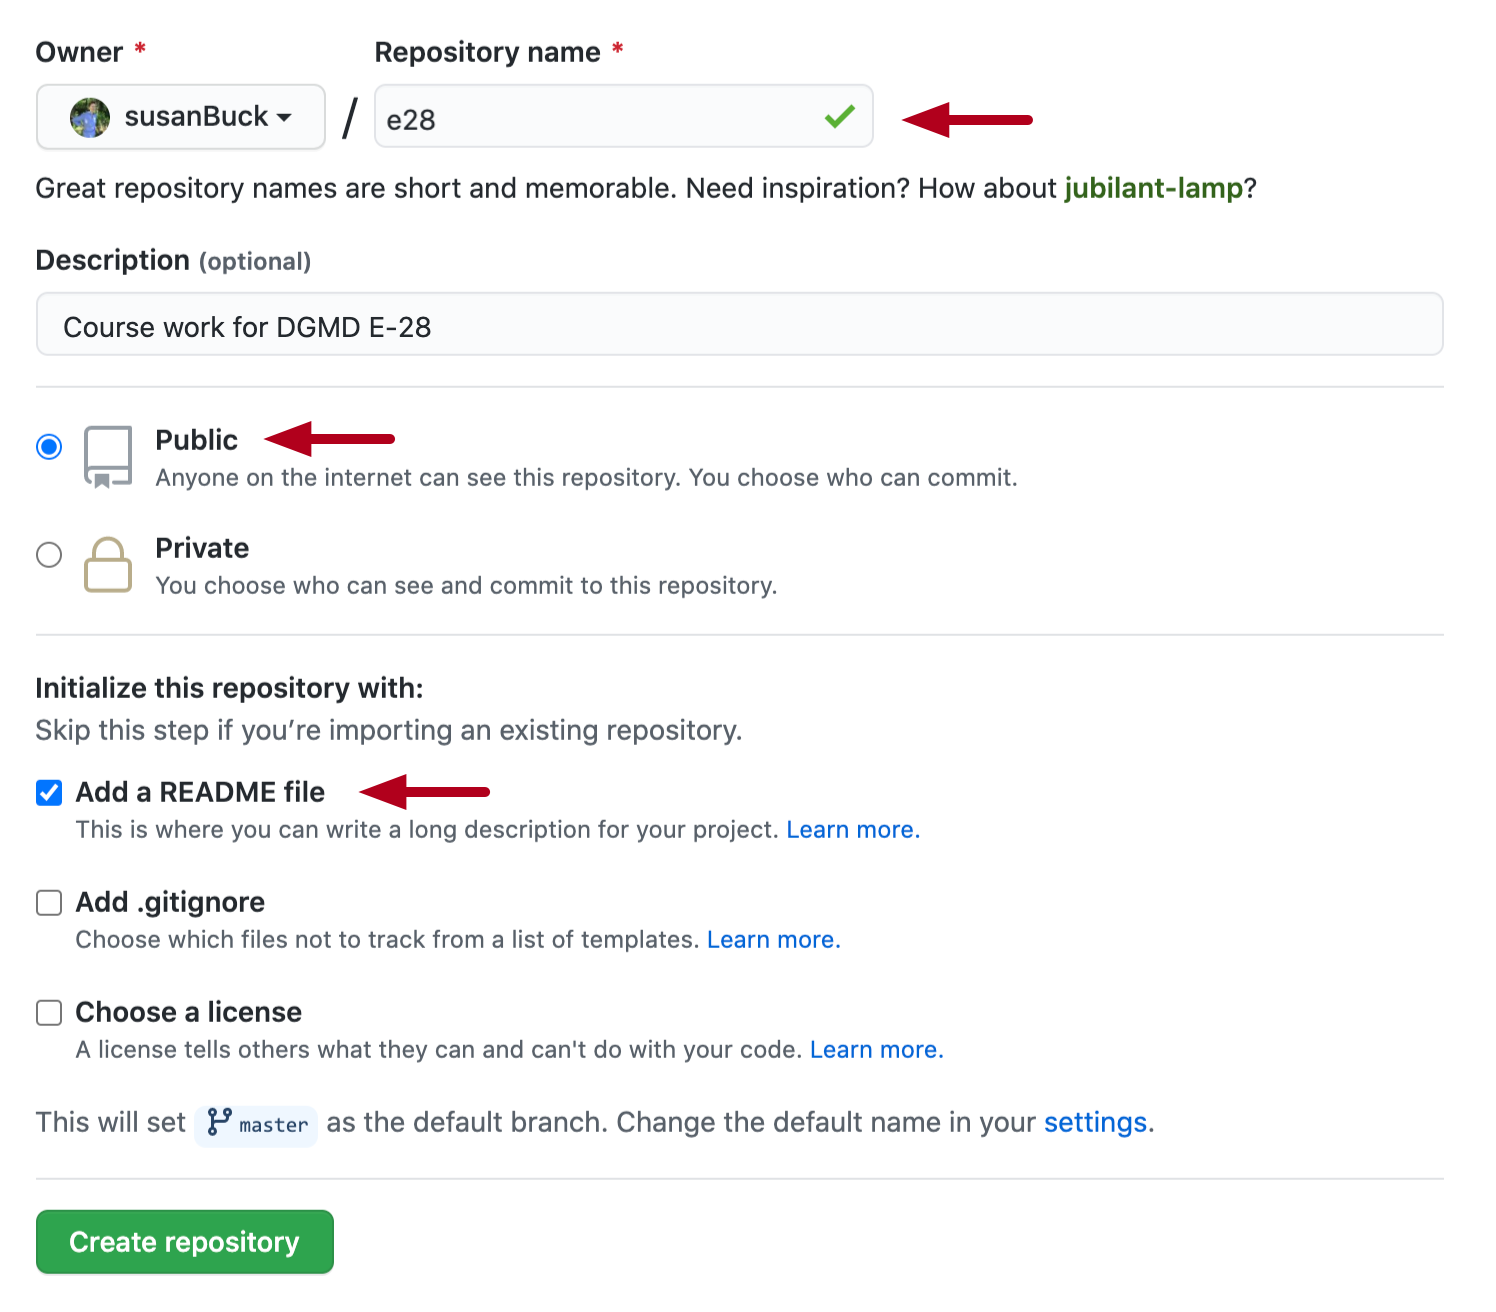 Owner * Repository name *
susanBuck / e28
Great repository names are short and memorable. Need inspiration? How about jubilant-lamp?
Description (optional)
Course work for DGMD E-28
Public
Anyone on the internet can see this repository. You choose who can commit.
Private
You choose who can see and commit to this repository.
Initialize this repository with:
Skip this step if you’re importing an existing repository.
Add a README file
This is where you can write a long description for your project. Learn more.
Add .gitignore
Choose which files not to track from a list of templates. Learn more.
Choose a license
A license tells others what they can and can't do with your code. Learn more.
This will set master as the default branch. Change the default name in your settings.
Create repository